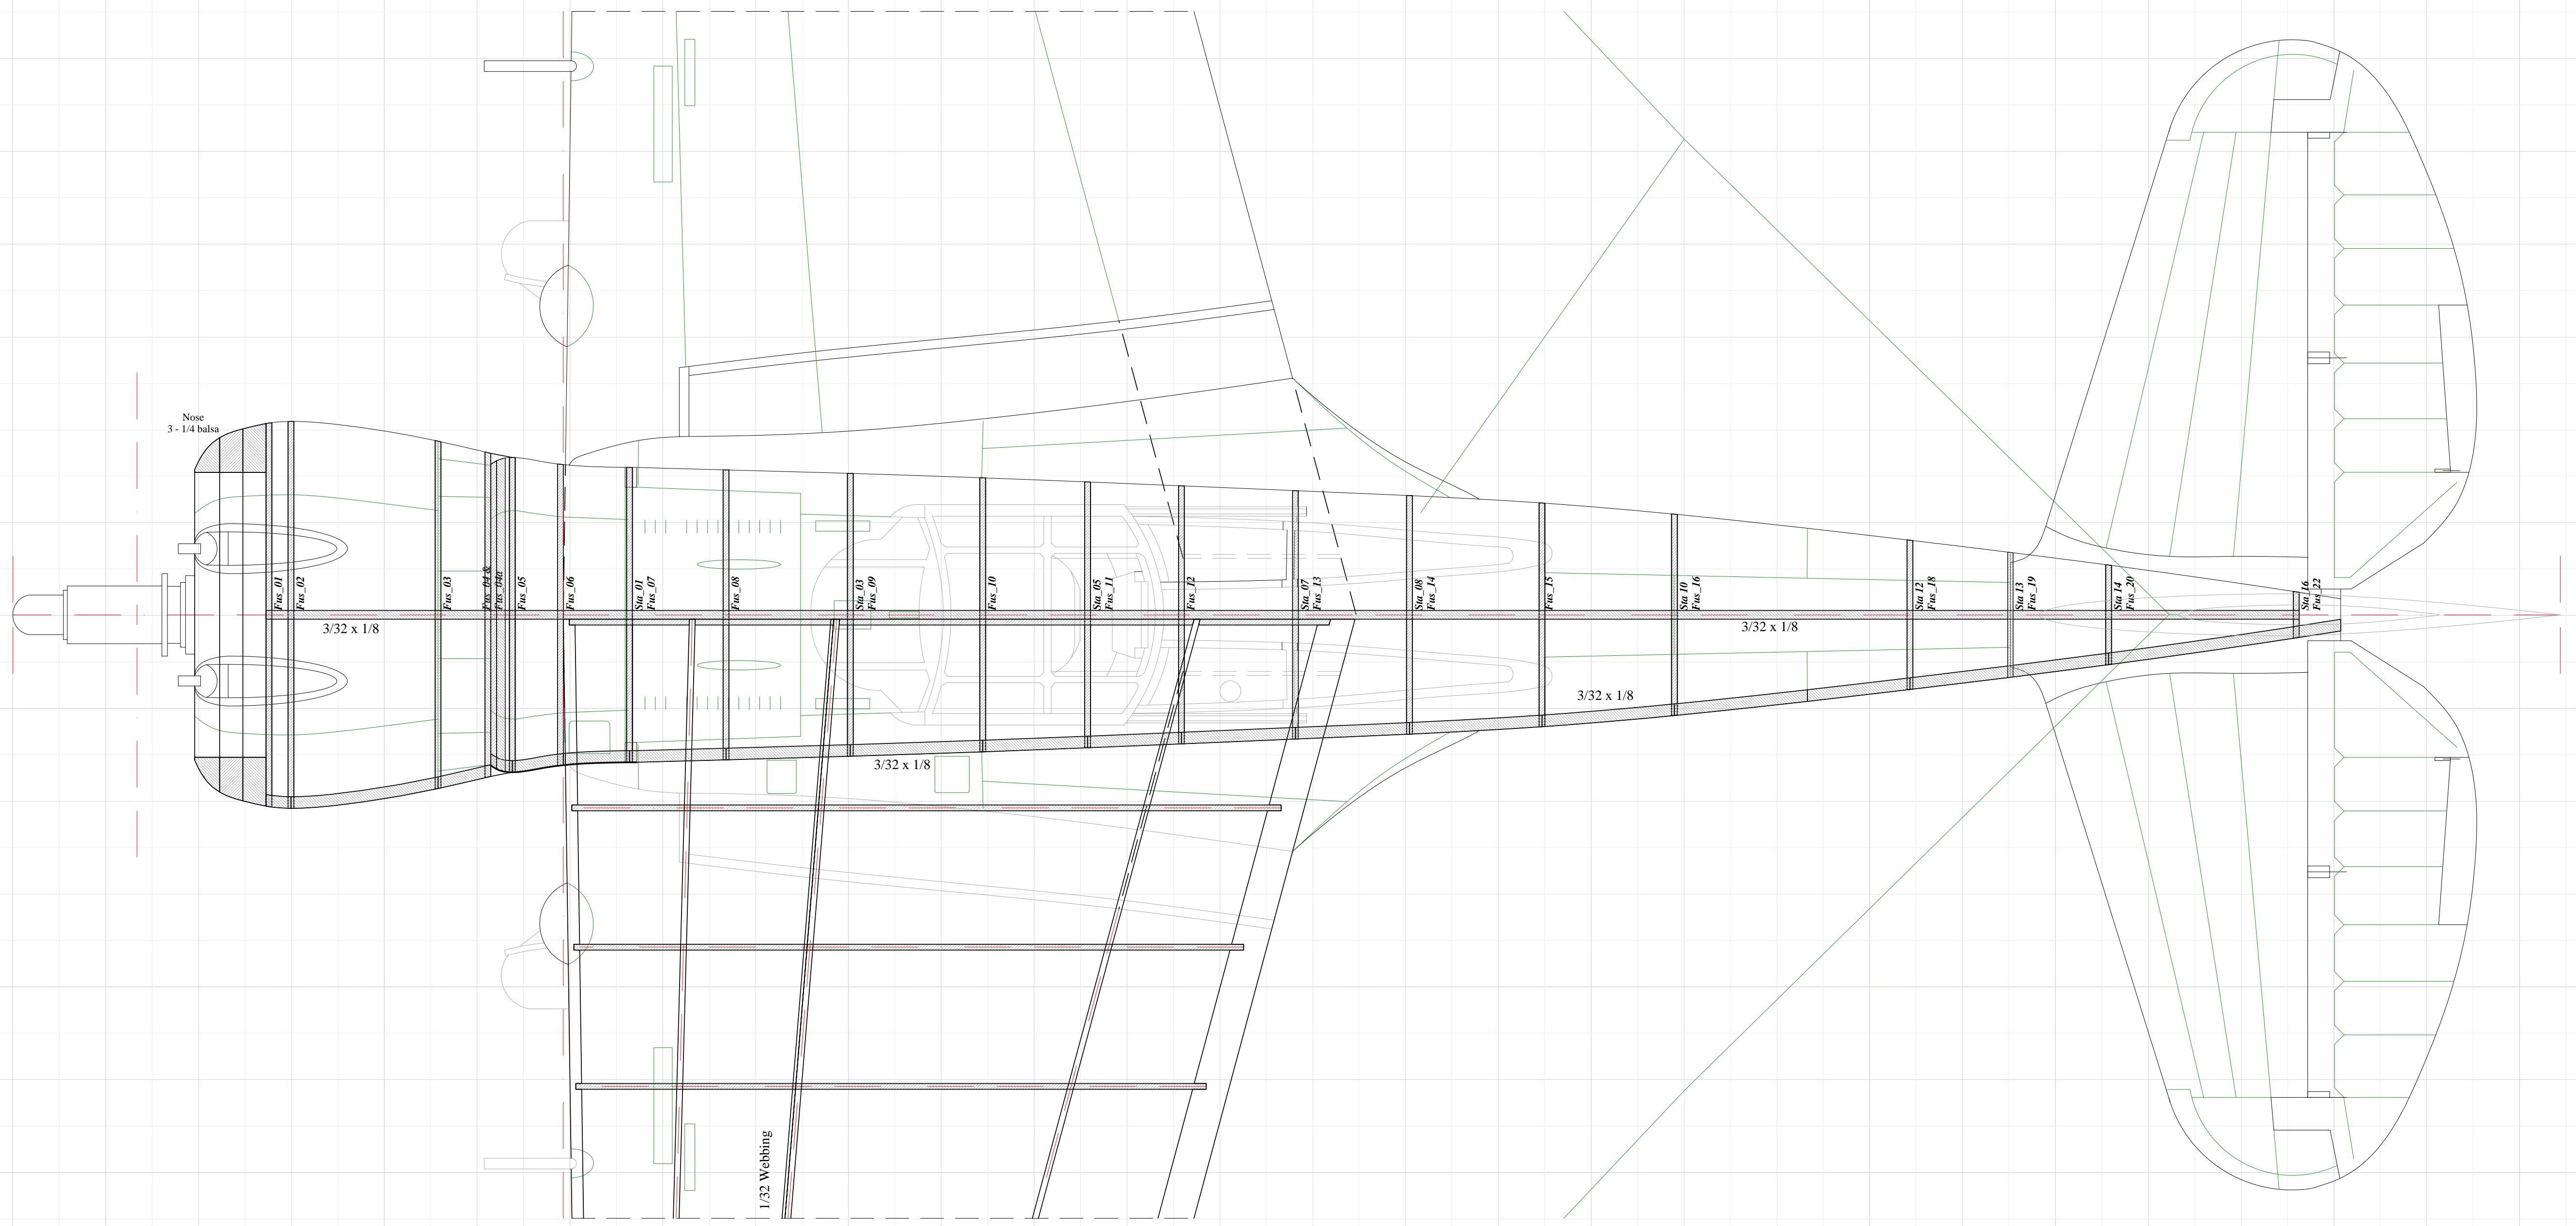 Nose
3 - 1/4 balsa
Fus_01
Fus_02
Fus_03
Fus_04 &
Fus_04a
Fus_05
Fus_06
Sta_01
Fus_07
Fus_08
Sta_03
Fus_09
Fus_10
Sta_05
Fus_11
Fus_12
Sta_07
Fus_13
Sta_08
Fus_14
Fus_15
Sta 10
Fus_16
Sta 12
Fus_18
Sta 13
Fus_19
Sta 14
Fus_20
Sta_16
Fus_22
3/32 x 1/8
3/32 x 1/8
3/32 x 1/8
3/32 x 1/8
1/32 Webbing